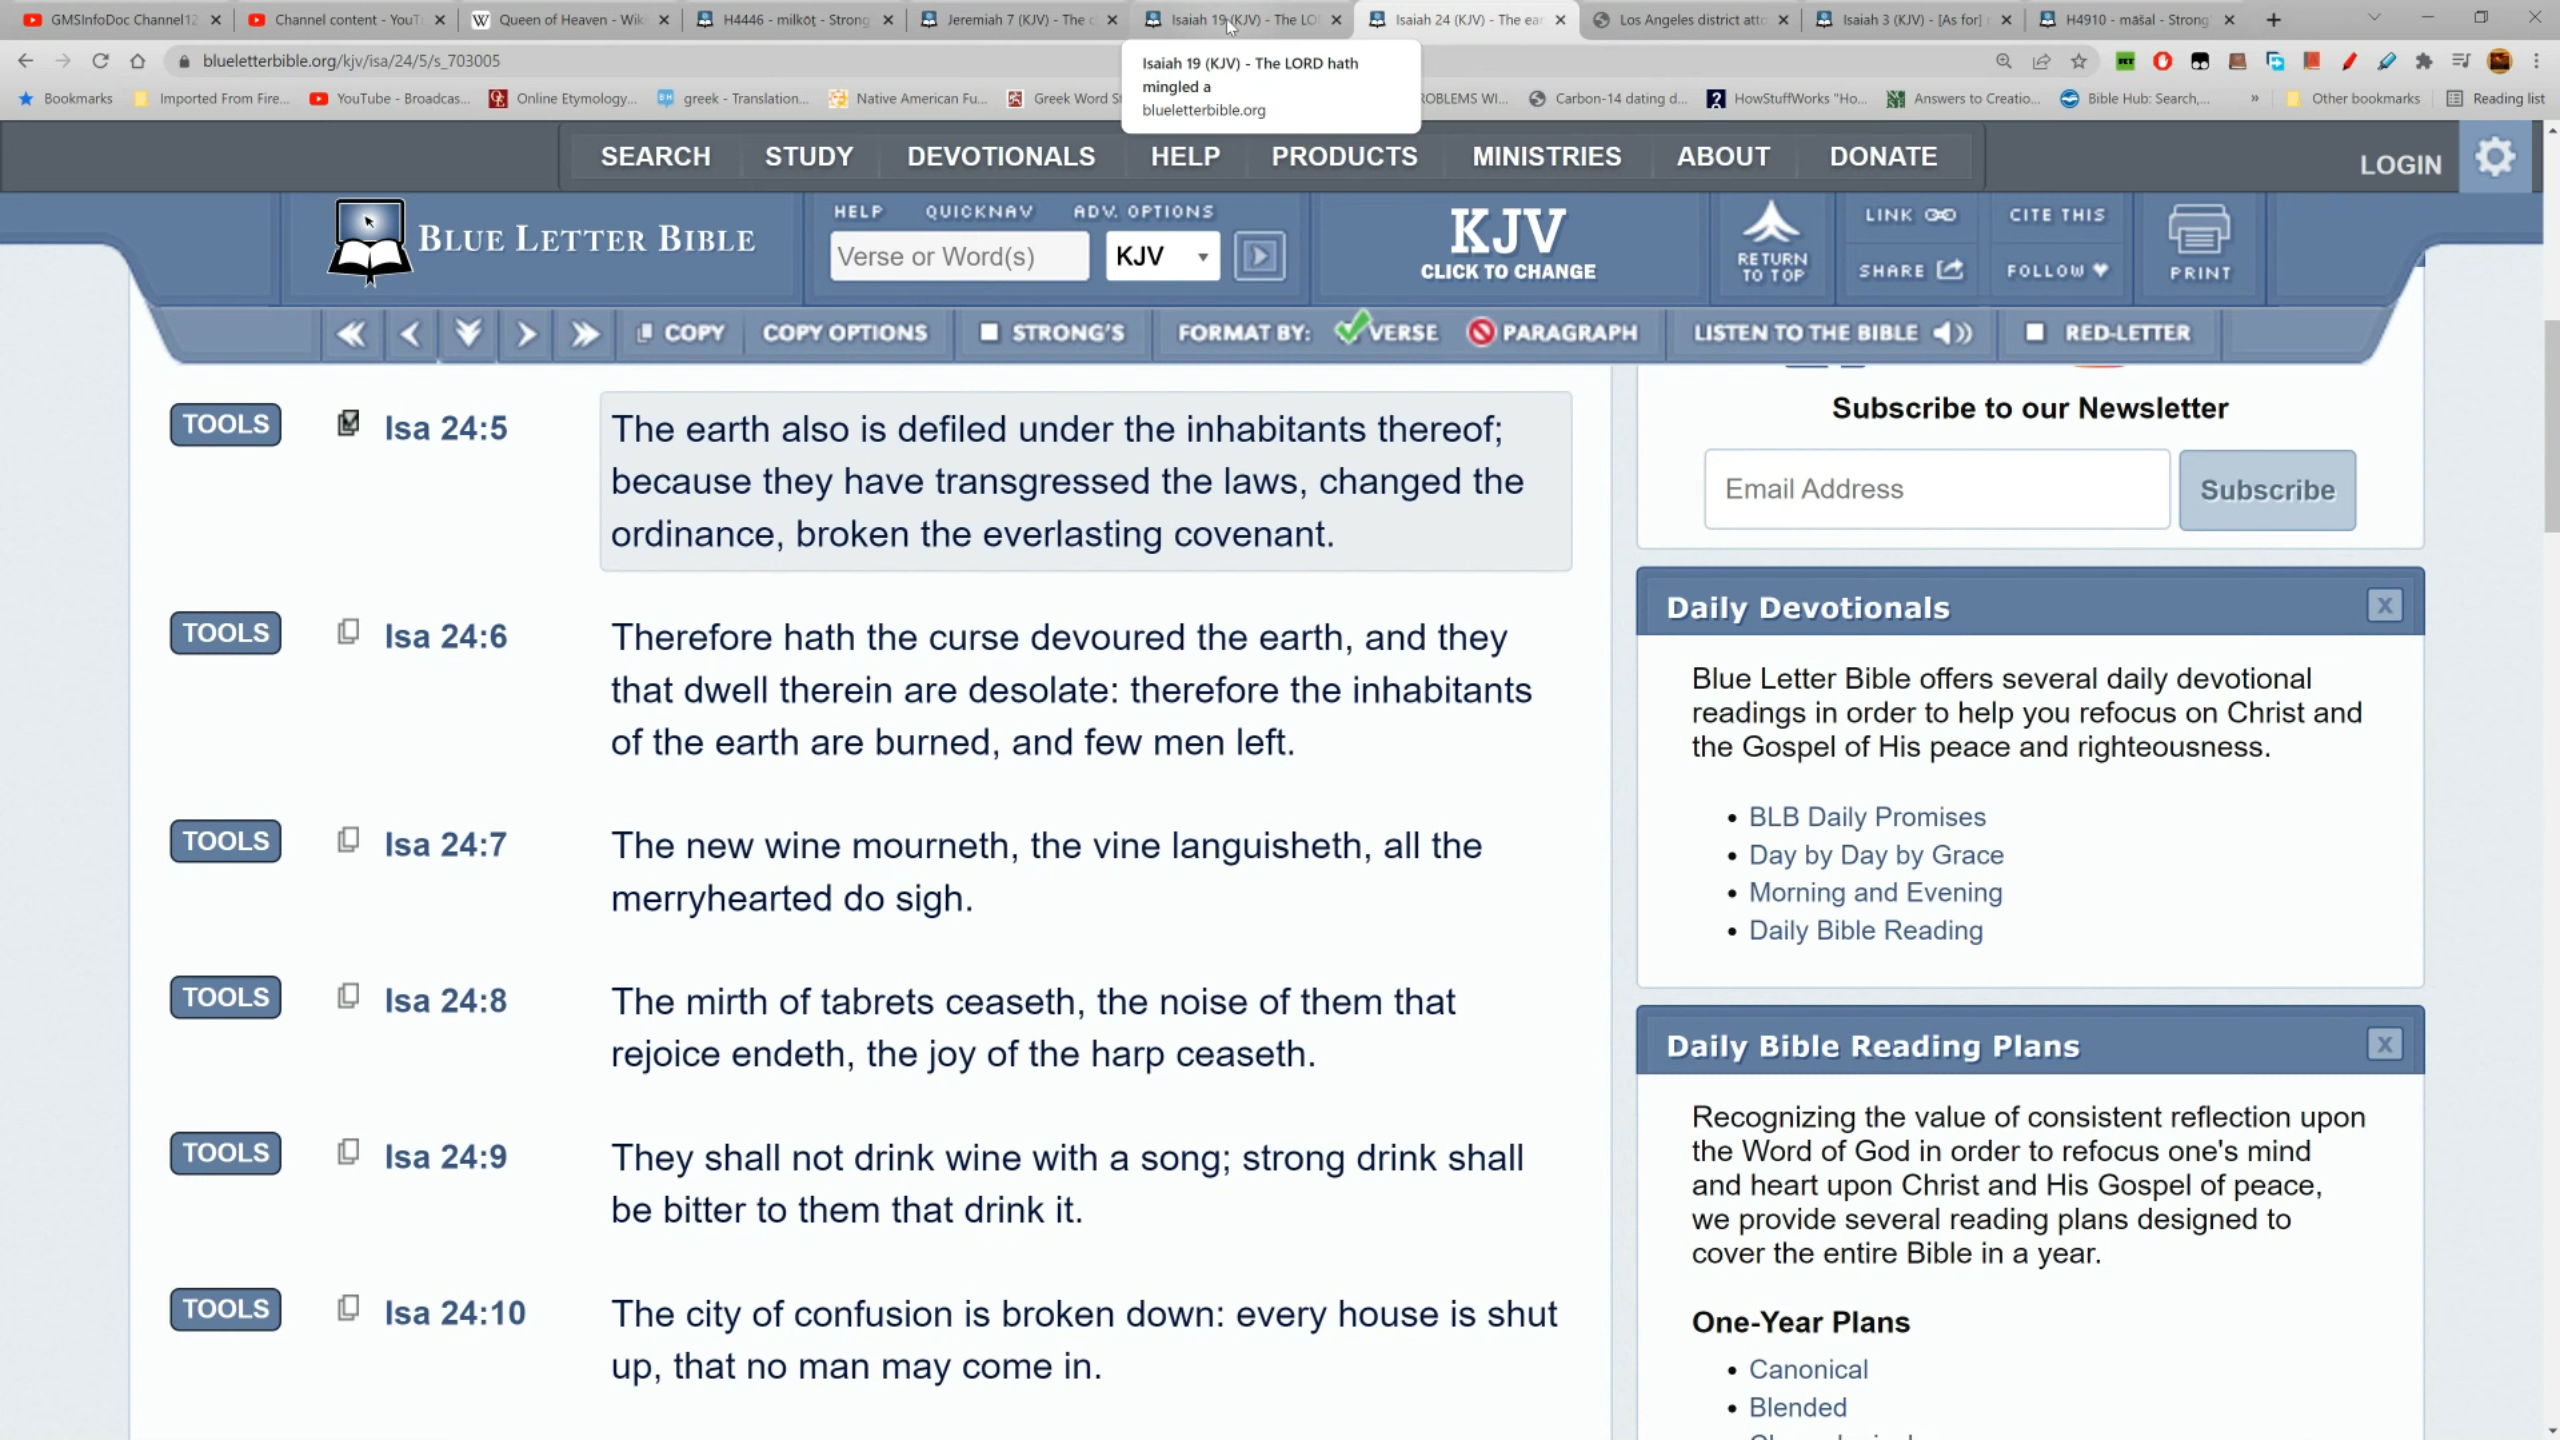 GMSInfoDoc Channel12
Channel content - YouT
Queen of Heaven - Wiki
H4446 - milkōṯ - Strong
Jeremiah 7 (KJV) - The c
Isaiah 19 (KJV) - The LO
Isaiah 24 (KJV) - The ear
Los Angeles district atto
Isaiah 3 (KJV) - [As for]
H4910 - māšal - Strong
blueletterbible.org/kjv/isa/24/5/s_703005
Isaiah 19 (KJV) - The LORD hath
mingled a
blueletterbible.org
Bookmarks
Imported From Fire...
YouTube - Broadcas...
Online Etymology...
greek - Translation...
Native American Fu...
Greek Word S
ROBLEMS WI...
Carbon-14 dating d...
HowStuffWorks "Ho...
Answers to Creatio...
Bible Hub: Search,...
»
Other bookmarks
Reading list
SEARCH
STUDY
DEVOTIONALS
HELP
PRODUCTS
MINISTRIES
ABOUT
DONATE
LOGIN
BLUE LETTER BIBLE
HELP
QUICKNAV
ADV. OPTIONS
Verse or Word(s)
KJV
KJV
CLICK TO CHANGE
RETURN
TO TOP
LINK
CITE THIS
SHARE
FOLLOW
PRINT
COPY
COPY OPTIONS
STRONG'S
FORMAT BY:
VERSE
PARAGRAPH
LISTEN TO THE BIBLE
RED-LETTER
TOOLS
Isa 24:5
The earth also is defiled under the inhabitants thereof;
because they have transgressed the laws, changed the
ordinance, broken the everlasting covenant.
TOOLS
Isa 24:6
Therefore hath the curse devoured the earth, and they
that dwell therein are desolate: therefore the inhabitants
of the earth are burned, and few men left.
TOOLS
Isa 24:7
The new wine mourneth, the vine languisheth, all the
merryhearted do sigh.
TOOLS
Isa 24:8
The mirth of tabrets ceaseth, the noise of them that
rejoice endeth, the joy of the harp ceaseth.
TOOLS
Isa 24:9
They shall not drink wine with a song; strong drink shall
be bitter to them that drink it.
TOOLS
Isa 24:10
The city of confusion is broken down: every house is shut
up, that no man may come in.
Subscribe to our Newsletter
Email Address
Subscribe
Daily Devotionals
X
Blue Letter Bible offers several daily devotional
readings in order to help you refocus on Christ and
the Gospel of His peace and righteousness.
• BLB Daily Promises
• Day by Day by Grace
• Morning and Evening
• Daily Bible Reading
Daily Bible Reading Plans
X
Recognizing the value of consistent reflection upon
the Word of God in order to refocus one's mind
and heart upon Christ and His Gospel of peace,
we provide several reading plans designed to
cover the entire Bible in a year.
One-Year Plans
• Canonical
• Blended